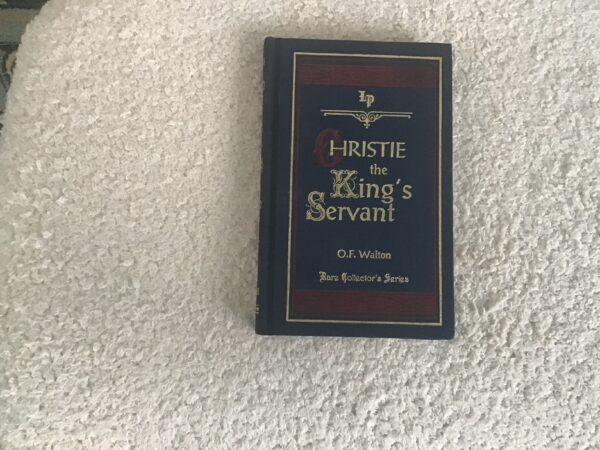 Lp
CHRISTIE
the
King's
Servant
O.F. Walton
Rare Collector's Series